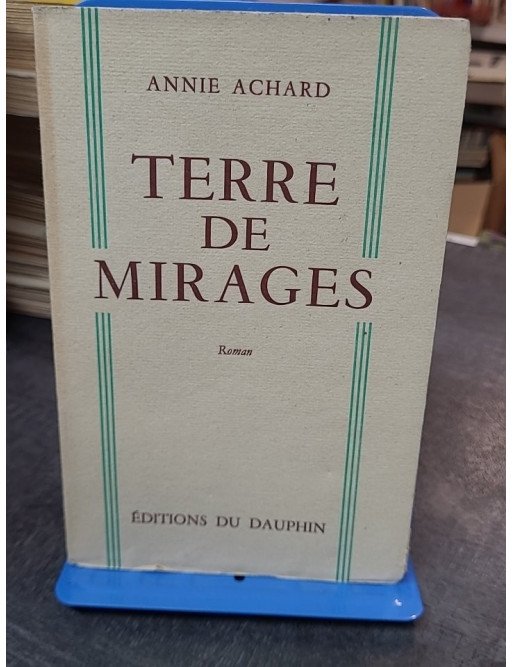 ANNIE ACHARD
TERRE
DE
MIRAGES
Roman
ÉDITIONS DU DAUPHIN